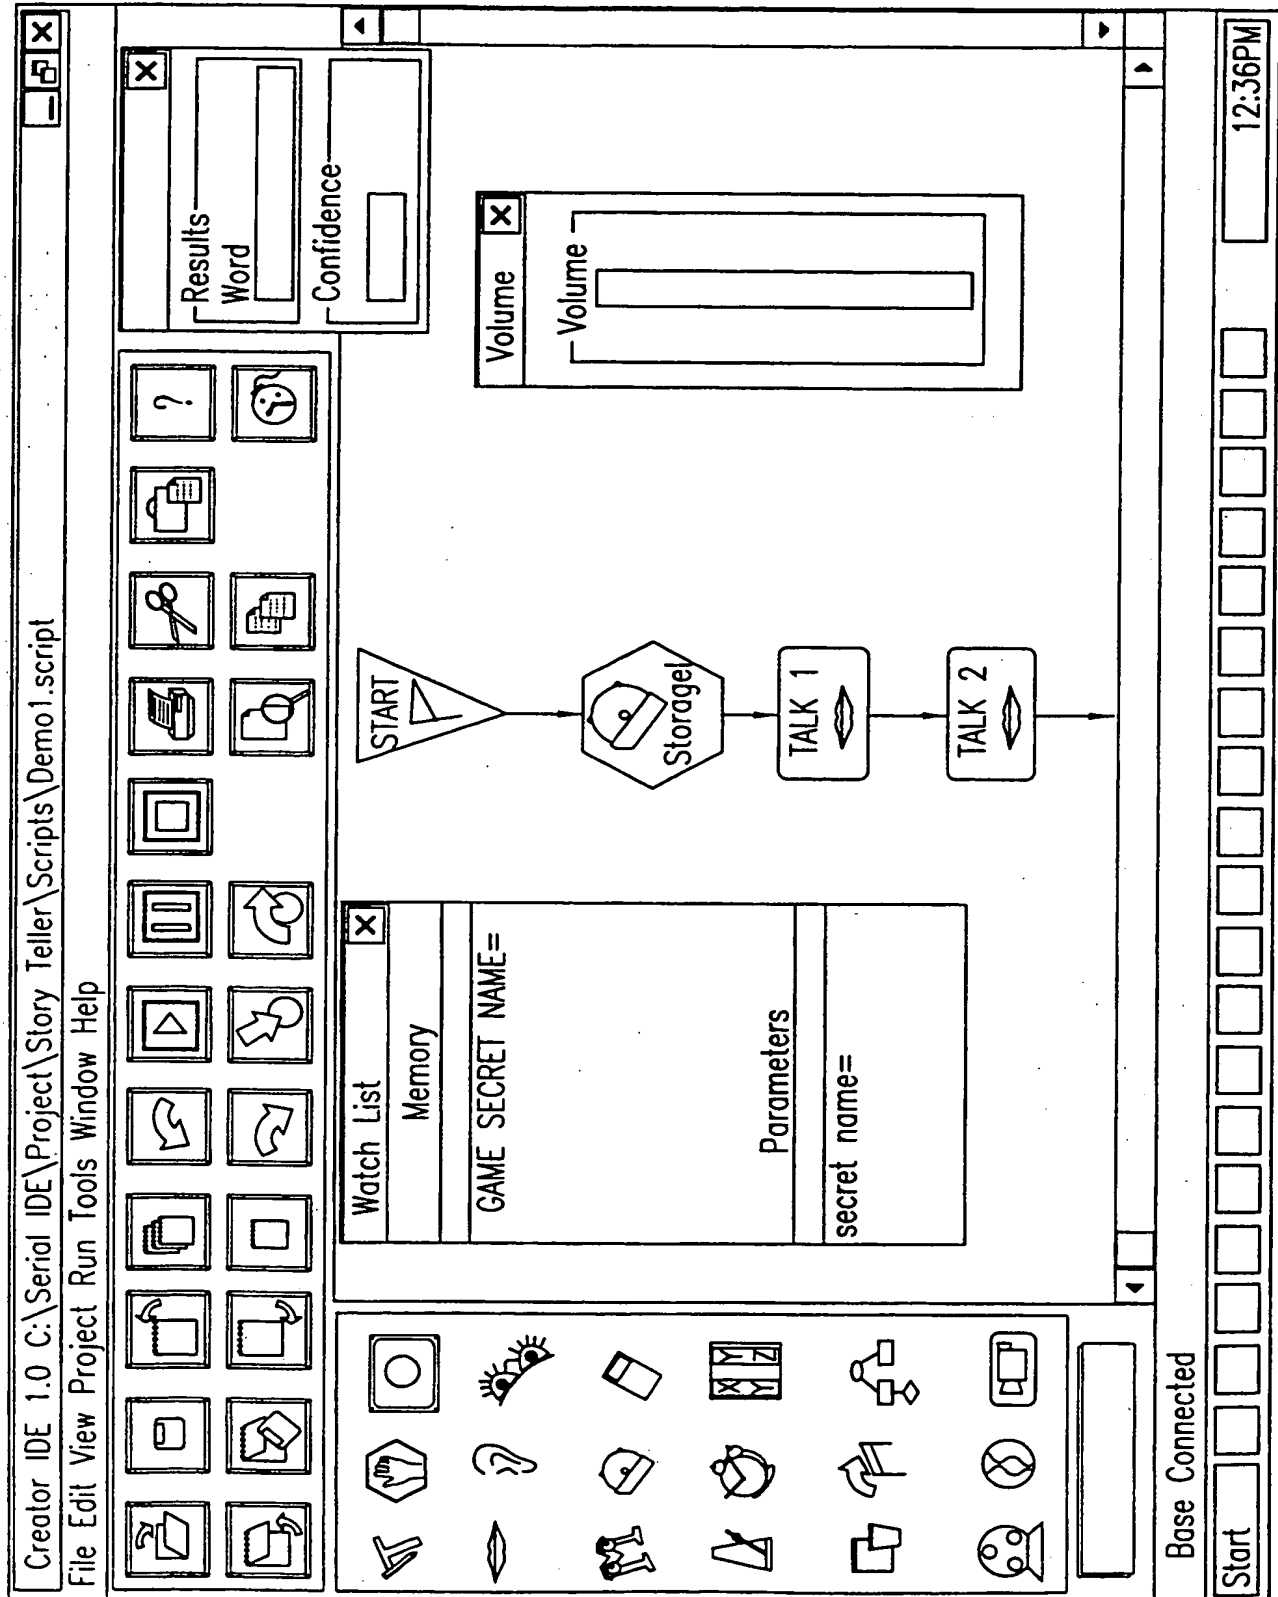 Creator IDE 1.0 C:\Serial IDE\Project\Story Teller\Scripts\Demo1.script
File Edit View Project Run Tools Window Help
?
Results
Word
Confidence
Watch List
Memory
GAME SECRET NAME=
Parameters
secret name=
START
Storagel
TALK 1
TALK 2
Volume
Volume
X Y
Y Z
Base Connected
Start
12:36PM